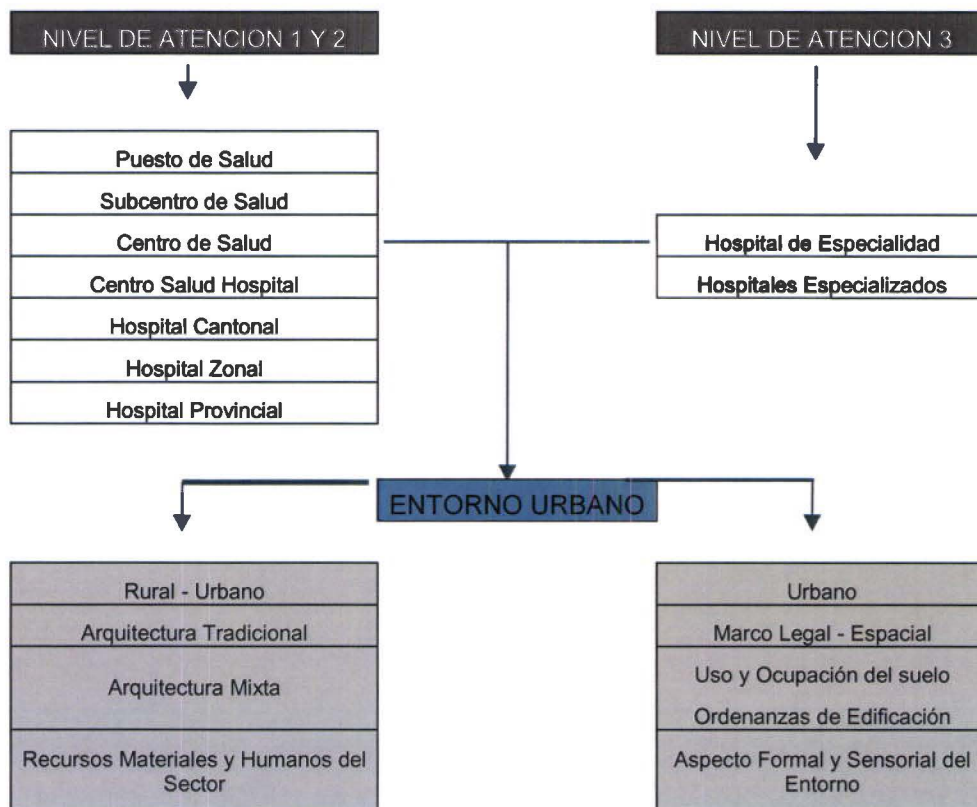 NIVEL DE ATENCION 1 Y 2
NIVEL DE ATENCION 3
Puesto de Salud
Subcentro de Salud
Centro de Salud
Centro Salud Hospital
Hospital Cantonal
Hospital Zonal
Hospital Provincial
Hospital de Especialidad
Hospitales Especializados
ENTORNO URBANO
Rural - Urbano
Arquitectura Tradicional
Arquitectura Mixta
Recursos Materiales y Humanos del
Sector
Urbano
Marco Legal - Espacial
Uso y Ocupación del suelo
Ordenanzas de Edificación
Aspecto Formal y Sensorial del
Entorno